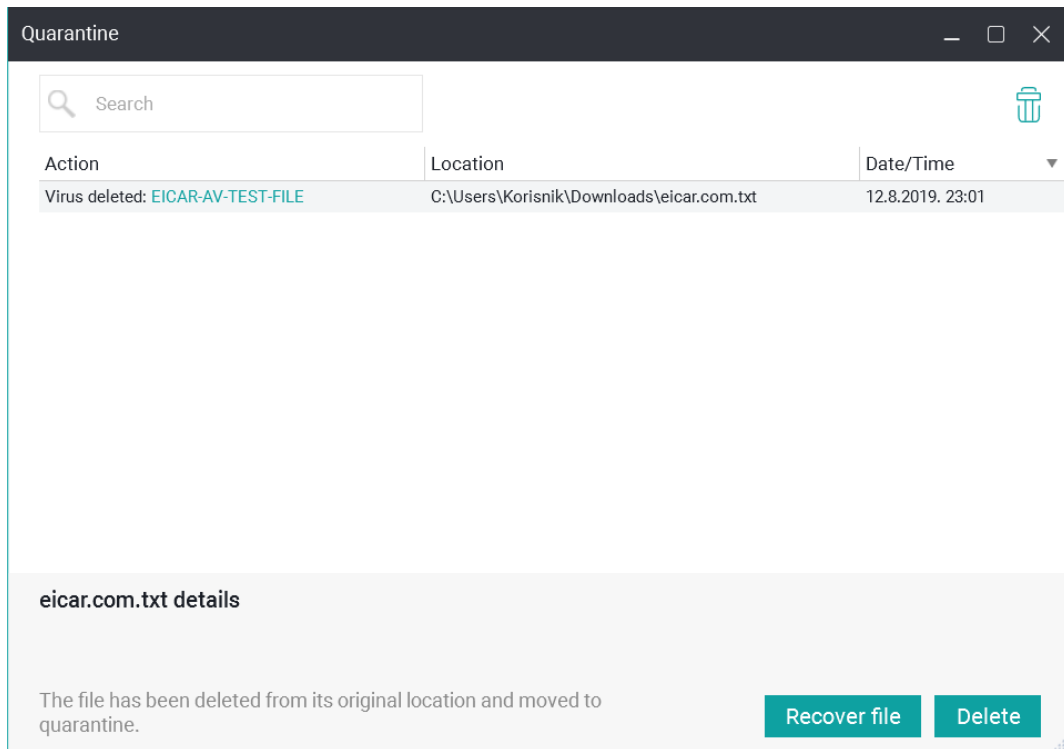 Quarantine
Search
Action Location Date/Time
Virus deleted: EICAR-AV-TEST-FILE C:\Users\Korisnik\Downloads\eicar.com.txt 12.8.2019. 23:01
eicar.com.txt details
The file has been deleted from its original location and moved to
quarantine.
Recover file Delete